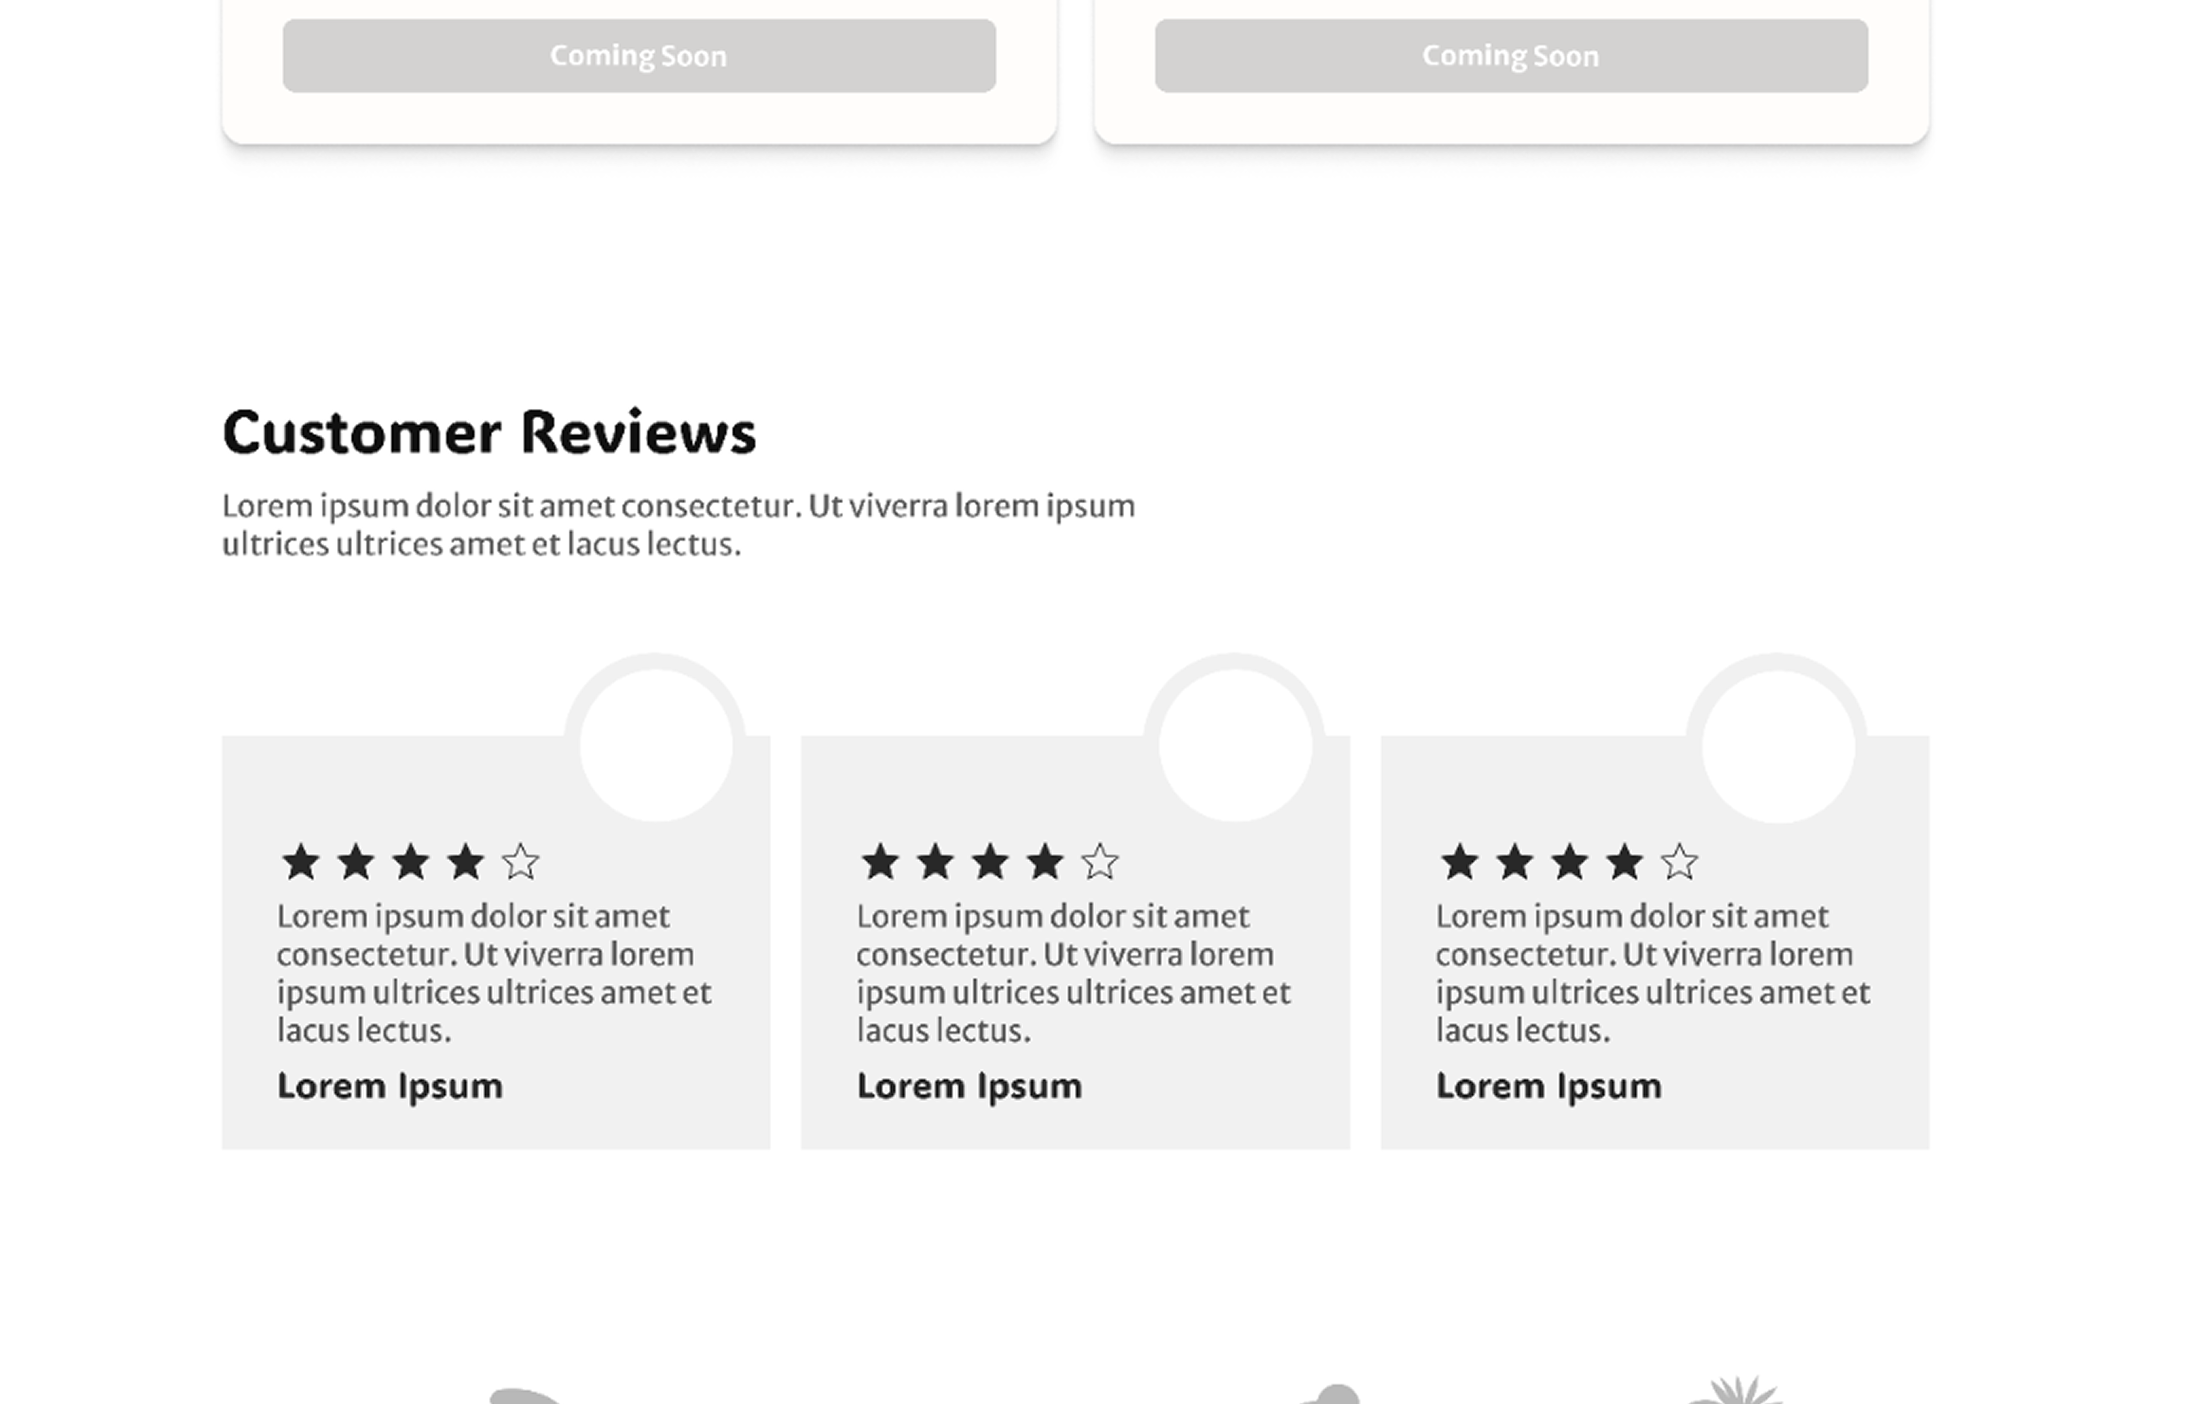 Coming Soon
Coming Soon
Customer Reviews
Lorem ipsum dolor sit amet consectetur. Ut viverra lorem ipsum
ultrices ultrices amet et lacus lectus.
Lorem ipsum dolor sit amet
consectetur. Ut viverra lorem
ipsum ultrices ultrices amet et
lacus lectus.
Lorem Ipsum
Lorem ipsum dolor sit amet
consectetur. Ut viverra lorem
ipsum ultrices ultrices amet et
lacus lectus.
Lorem Ipsum
Lorem ipsum dolor sit amet
consectetur. Ut viverra lorem
ipsum ultrices ultrices amet et
lacus lectus.
Lorem Ipsum